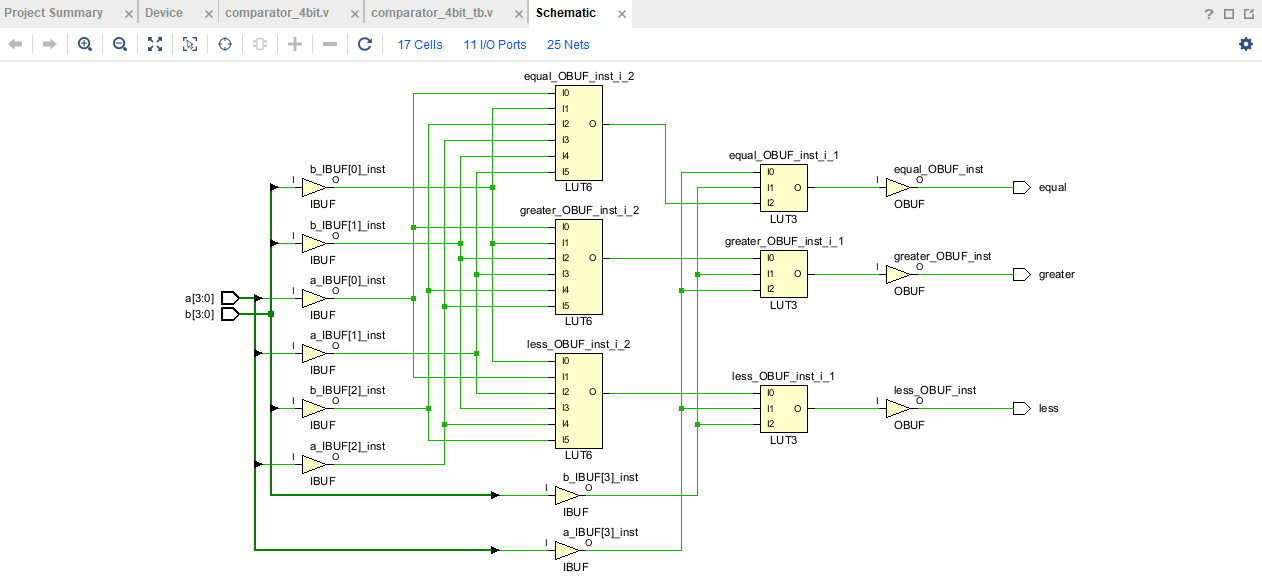 Project Summary × Device × comparator_4bit.v × comparator_4bit_tb.v × Schematic ×
17 Cells 11 I/O Ports 25 Nets
equal_OBUF_inst_i_2
I0
I1
I2 O
I3
I4
I5
LUT6
greater_OBUF_inst_i_2
I0
I1
I2 O
I3
I4
I5
LUT6
less_OBUF_inst_i_2
I0
I1
I2 O
I3
I4
I5
LUT6
b_IBUF[0]_inst
I O
IBUF
b_IBUF[1]_inst
I O
IBUF
a_IBUF[0]_inst
I O
IBUF
a_IBUF[1]_inst
I O
IBUF
b_IBUF[2]_inst
I O
IBUF
a_IBUF[2]_inst
I O
IBUF
a[3:0]
b[3:0]
b_IBUF[3]_inst
I O
IBUF
a_IBUF[3]_inst
I O
IBUF
equal_OBUF_inst_i_1
I0
I1 O
I2
LUT3
greater_OBUF_inst_i_1
I0
I1 O
I2
LUT3
less_OBUF_inst_i_1
I0
I1 O
I2
LUT3
equal_OBUF_inst
I O
OBUF
equal
greater_OBUF_inst
I O
OBUF
greater
less_OBUF_inst
I O
OBUF
less